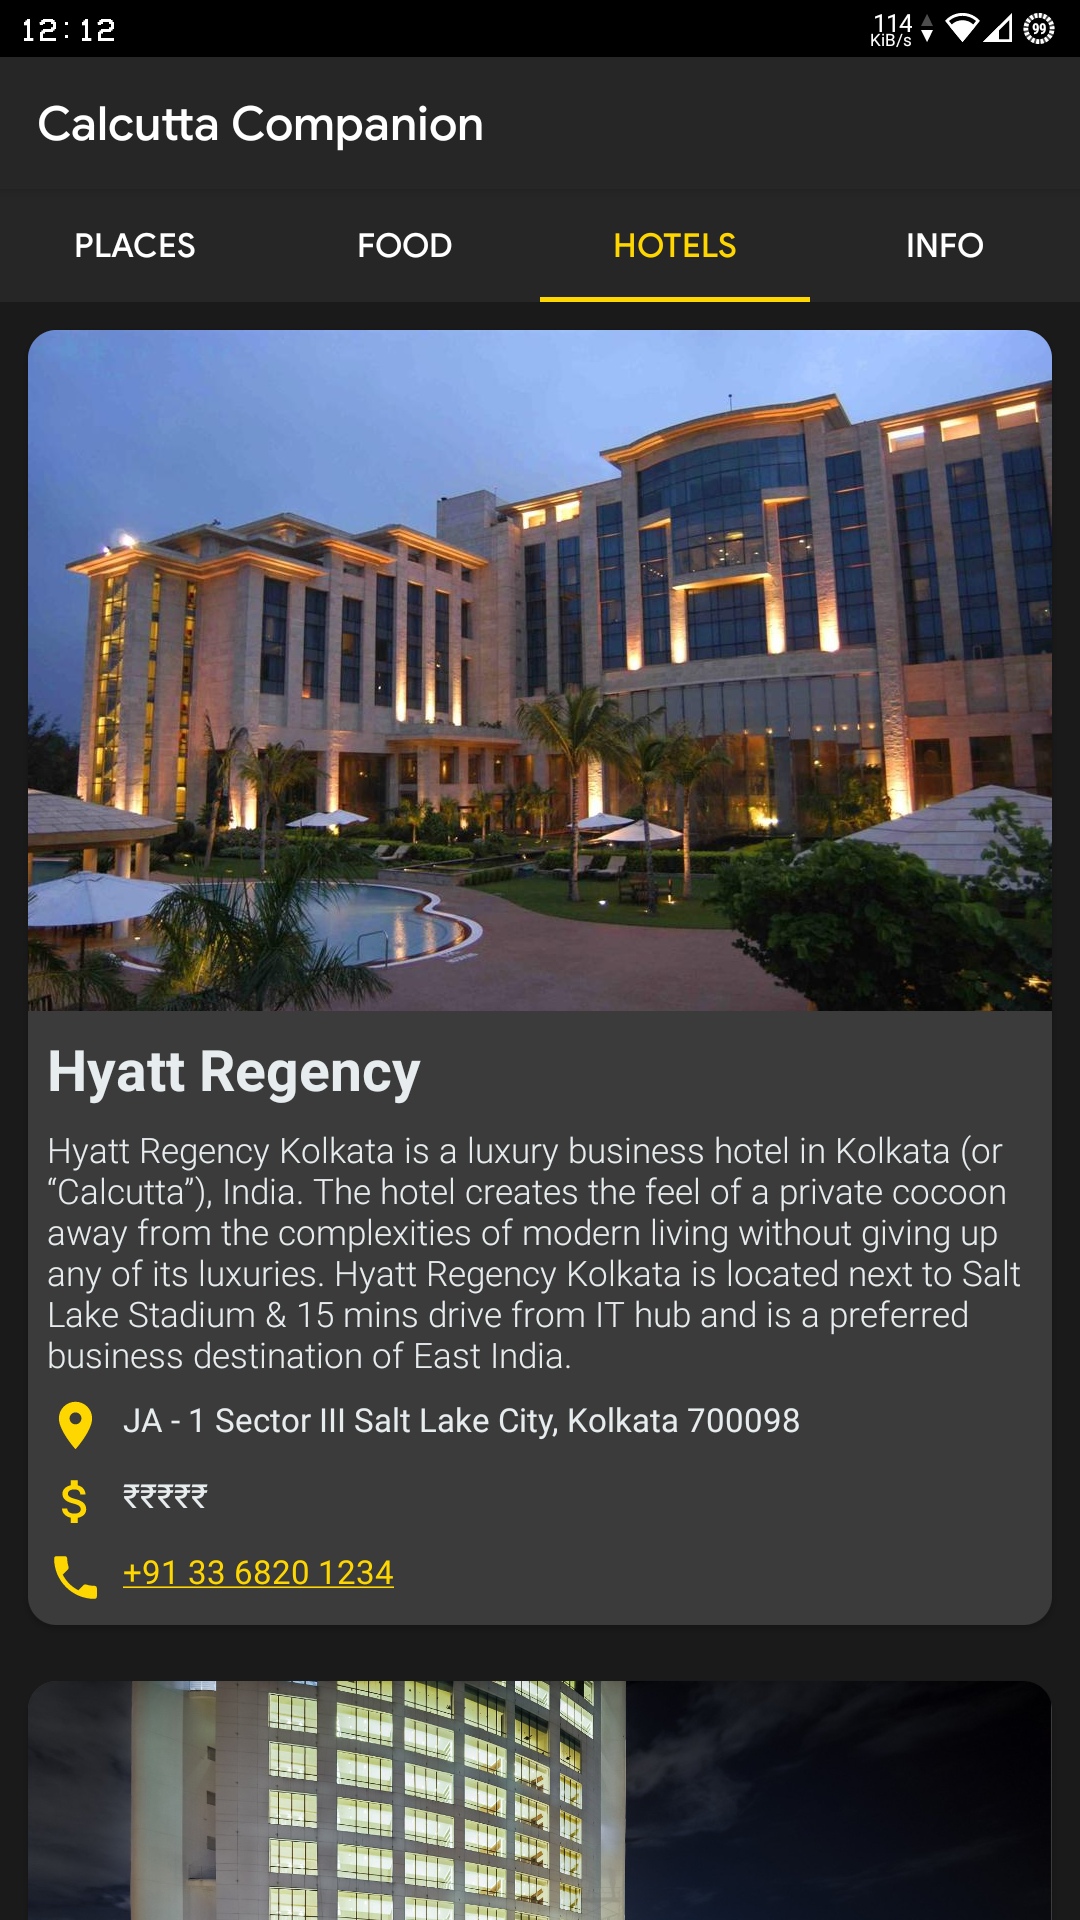 12:12
114
KiB/s
99
Calcutta Companion
PLACES FOOD HOTELS INFO
Hyatt Regency
Hyatt Regency Kolkata is a luxury business hotel in Kolkata (or
“Calcutta”), India. The hotel creates the feel of a private cocoon
away from the complexities of modern living without giving up
any of its luxuries. Hyatt Regency Kolkata is located next to Salt
Lake Stadium & 15 mins drive from IT hub and is a preferred
business destination of East India.
JA - 1 Sector III Salt Lake City, Kolkata 700098
$ ₹₹₹₹₹
+91 33 6820 1234